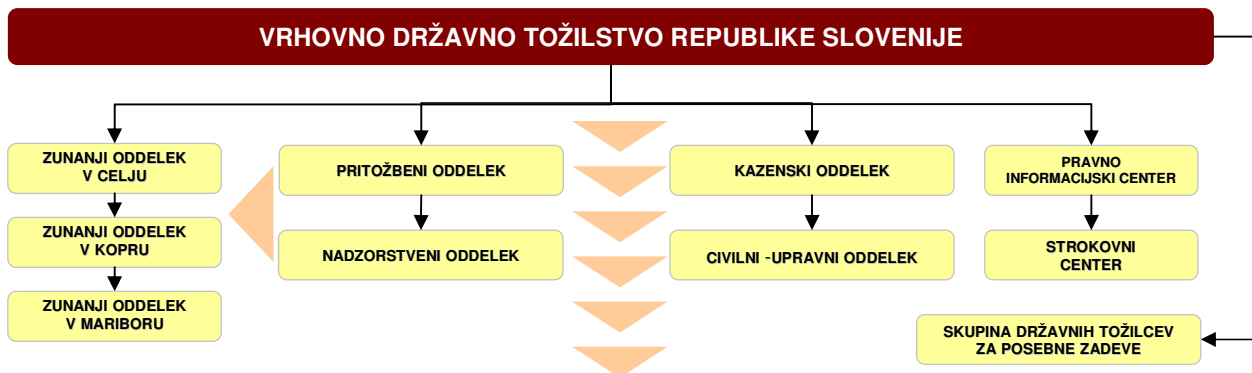 VRHOVNO DRŽAVNO TOŽILSTVO REPUBLIKE SLOVENIJE
ZUNANJI ODDELEK
V CELJU
ZUNANJI ODDELEK
V KOPRU
ZUNANJI ODDELEK
V MARIBORU
PRITOŽBENI ODDELEK
NADZORSTVENI ODDELEK
KAZENSKI ODDELEK
CIVILNI -UPRAVNI ODDELEK
PRAVNO
INFORMACIJSKI CENTER
STROKOVNI
CENTER
SKUPINA DRŽAVNIH TOŽILCEV
ZA POSEBNE ZADEVE